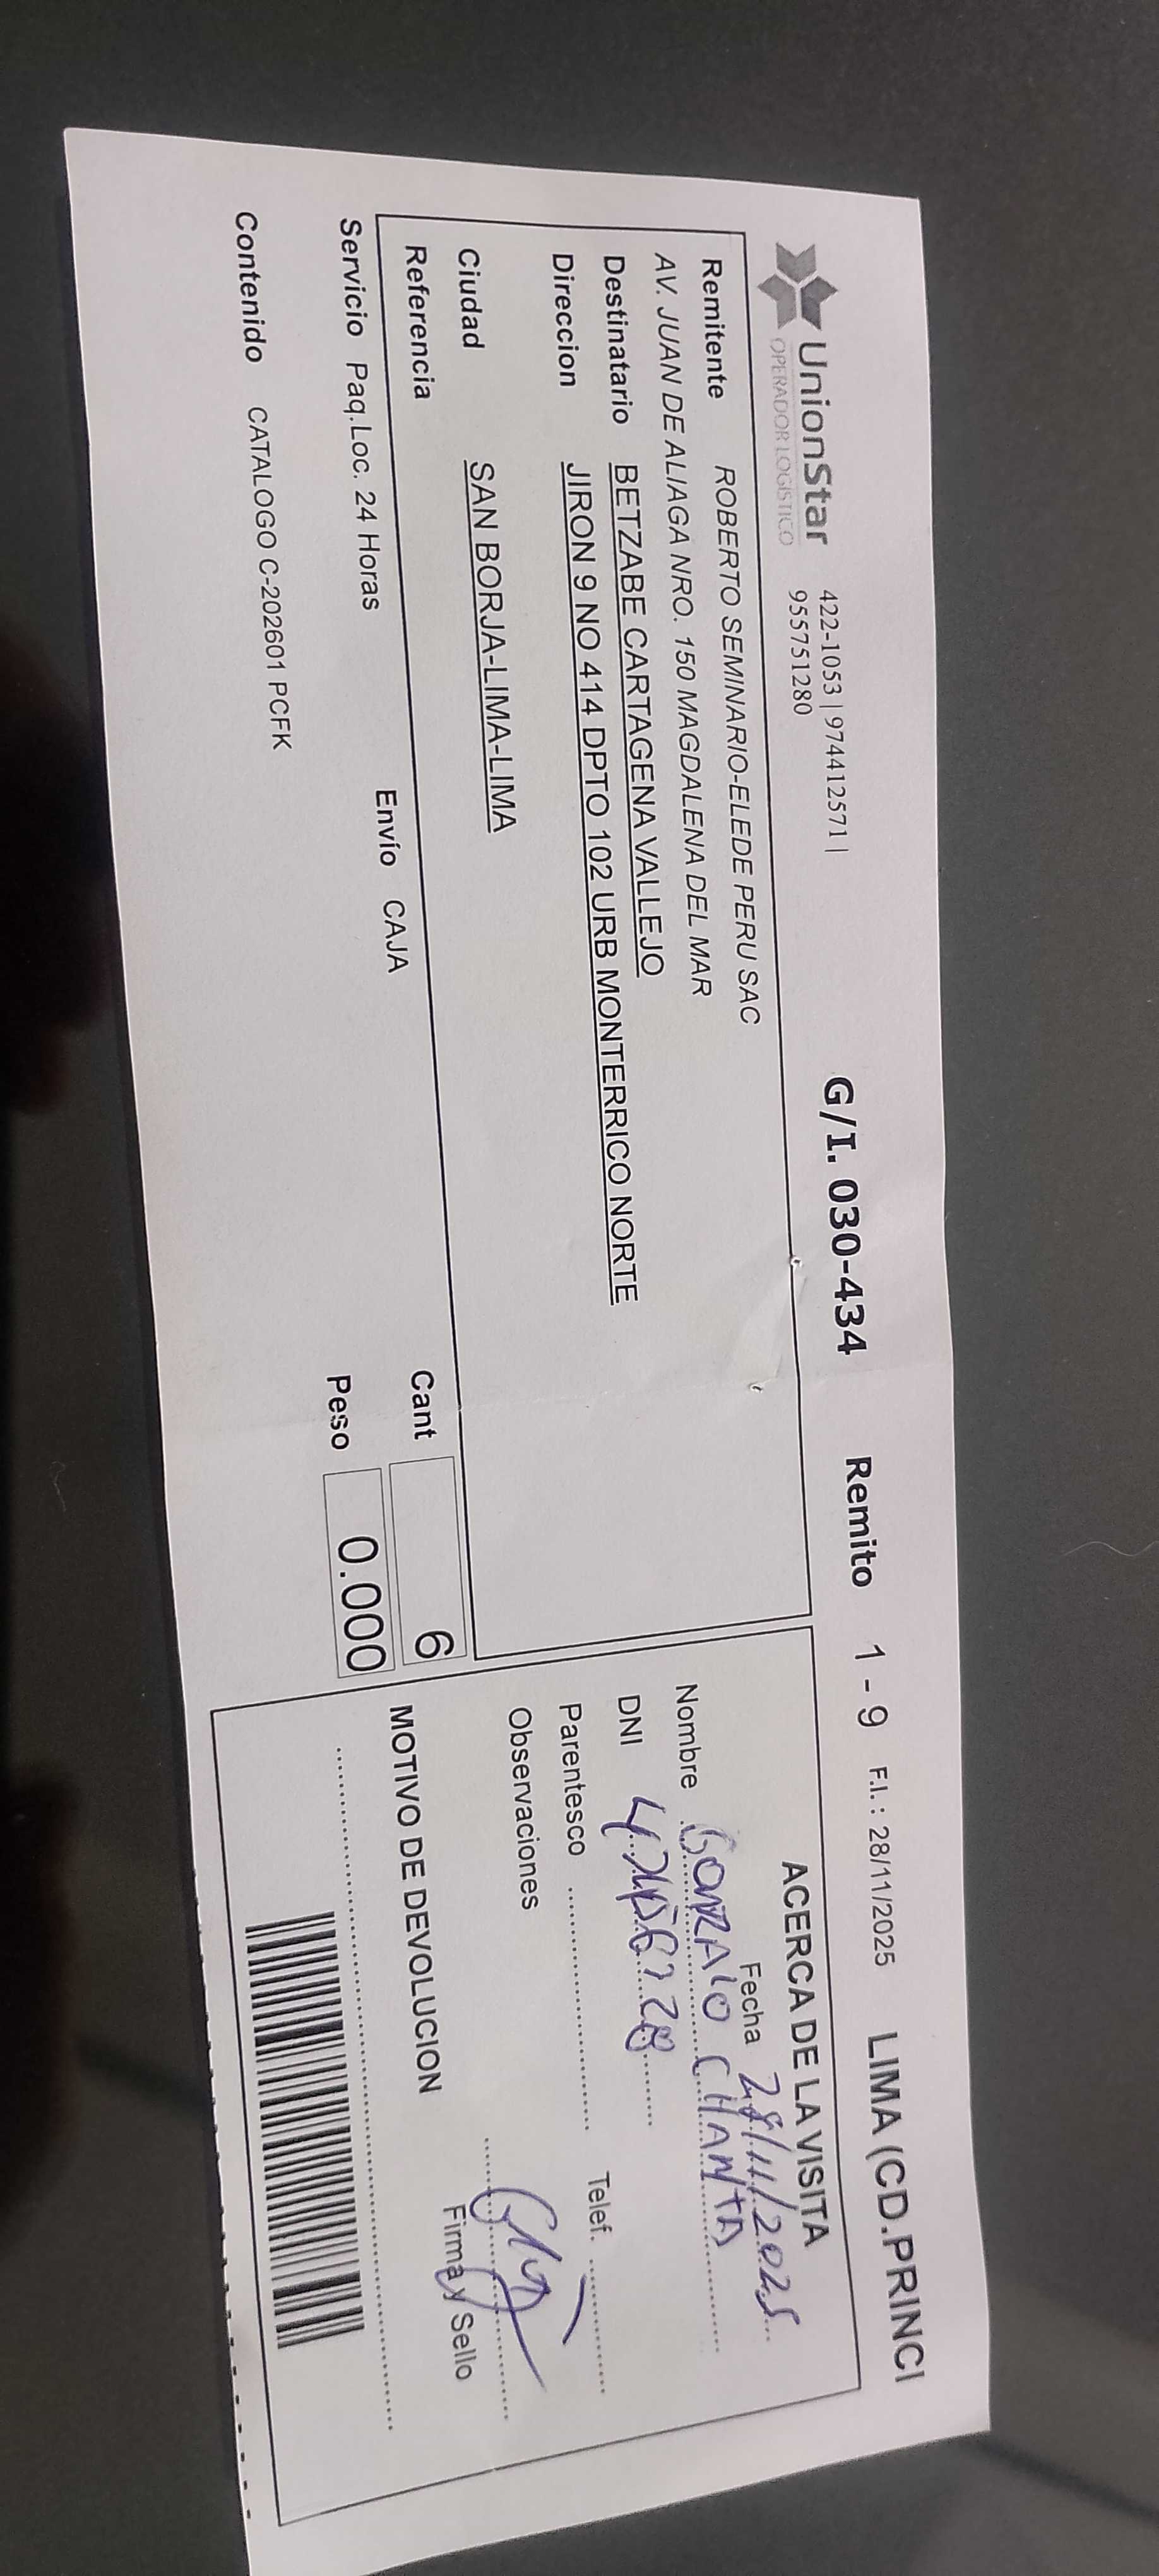 UnionStar
OPERADOR LOGÍSTICO
422-1053 | 974412571 |
955751280
G/I. 030-434 Remito 1 - 9 F.I. : 28/11/2025 LIMA (CD.PRINCI
Remitente ROBERTO SEMINARIO-ELEDE PERU SAC
AV. JUAN DE ALIAGA NRO. 150 MAGDALENA DEL MAR
Destinatario BETZABE CARTAGENA VALLEJO
Direccion JIRON 9 NO 414 DPTO 102 URB MONTERRICO NORTE
Ciudad SAN BORJA-LIMA-LIMA
Referencia
Servicio Paq.Loc. 24 Horas Envío CAJA
Cant 6
Peso 0.000
Contenido CATALOGO C-202601 PCFK
ACERCA DE LA VISITA
Fecha 28/11/2025
Nombre
DNI
Parentesco Telef.
Observaciones
Firma y Sello
MOTIVO DE DEVOLUCION